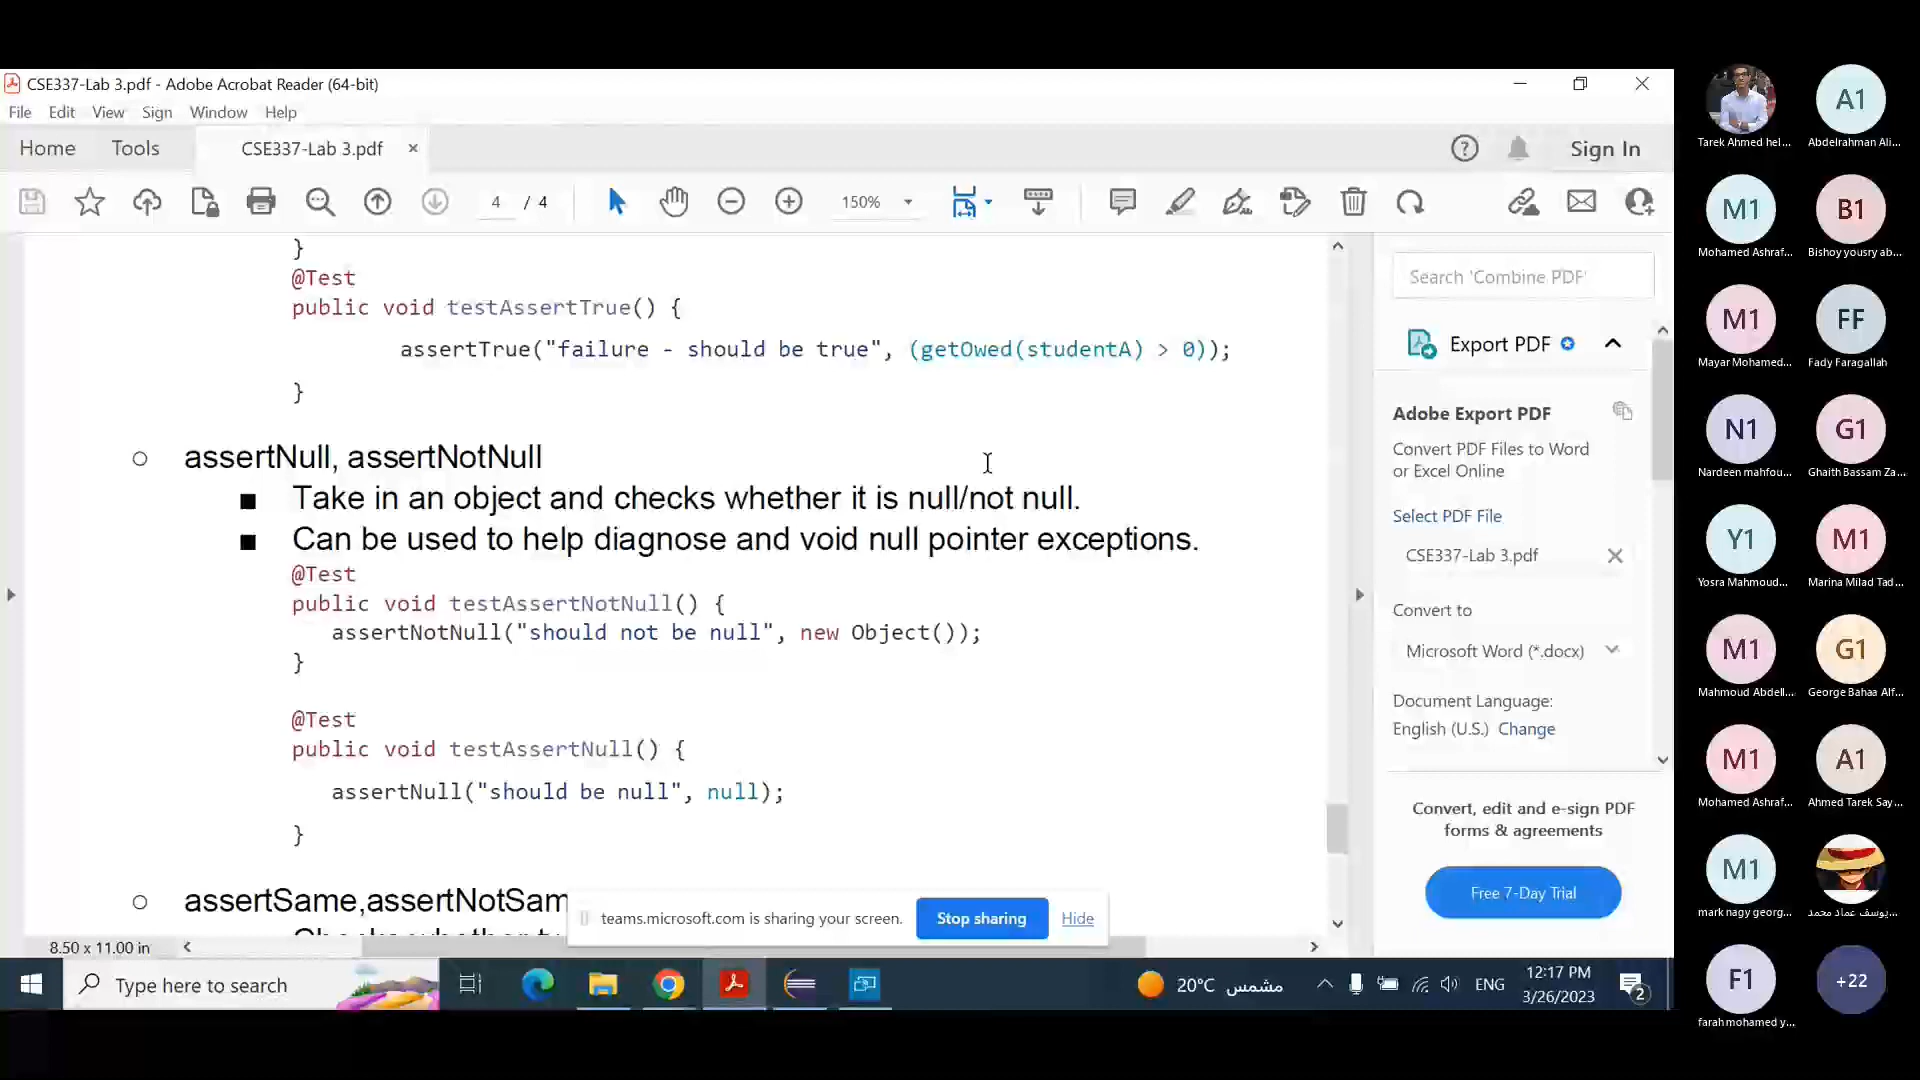 CSE337-Lab 3.pdf - Adobe Acrobat Reader (64-bit)
File Edit View Sign Window Help
Home Tools CSE337-Lab 3.pdf × Sign In
4 / 4 150%
}
@Test
public void testAssertTrue() {
assertTrue("failure - should be true", (getOwed(studentA) > 0));
}
○ assertNull, assertNotNull
■ Take in an object and checks whether it is null/not null.
■ Can be used to help diagnose and void null pointer exceptions.
@Test
public void testAssertNotNull() {
assertNotNull("should not be null", new Object());
}
@Test
public void testAssertNull() {
assertNull("should be null", null);
}
○ assertSame,assertNotSam
8.50 x 11.00 in
teams.microsoft.com is sharing your screen. Stop sharing Hide
Search 'Combine PDF'
Export PDF
Adobe Export PDF
Convert PDF Files to Word
or Excel Online
Select PDF File
CSE337-Lab 3.pdf
Convert to
Microsoft Word (*.docx)
Document Language:
English (U.S.) Change
Convert, edit and e-sign PDF
forms & agreements
Free 7-Day Trial
Type here to search
20°C مشمس
ENG
12:17 PM
3/26/2023
2
Tarek Ahmed hel...
A1
Abdelrahman Ali...
M1
Mohamed Ashraf...
B1
Bishoy yousry ab...
M1
Mayar Mohamed...
FF
Fady Faragallah
N1
Nardeen mahfou...
G1
Ghaith Bassam Za...
Y1
Yosra Mahmoud...
M1
Marina Milad Tad...
M1
Mahmoud Abdell...
G1
George Bahaa Alf...
M1
Mohamed Ashraf...
A1
Ahmed Tarek Say...
M1
mark nagy georg...
يوسف عماد محمد...
F1
farah mohamed y...
+22